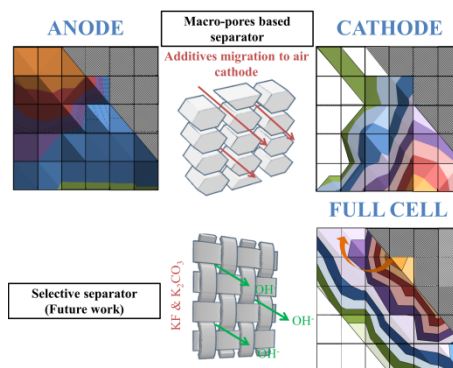 ANODE
Macro-pores based
separator
CATHODE
Additives migration to air
cathode
FULL CELL
Selective separator
(Future work)
KF & K2CO3
OH-
OH-
OH-